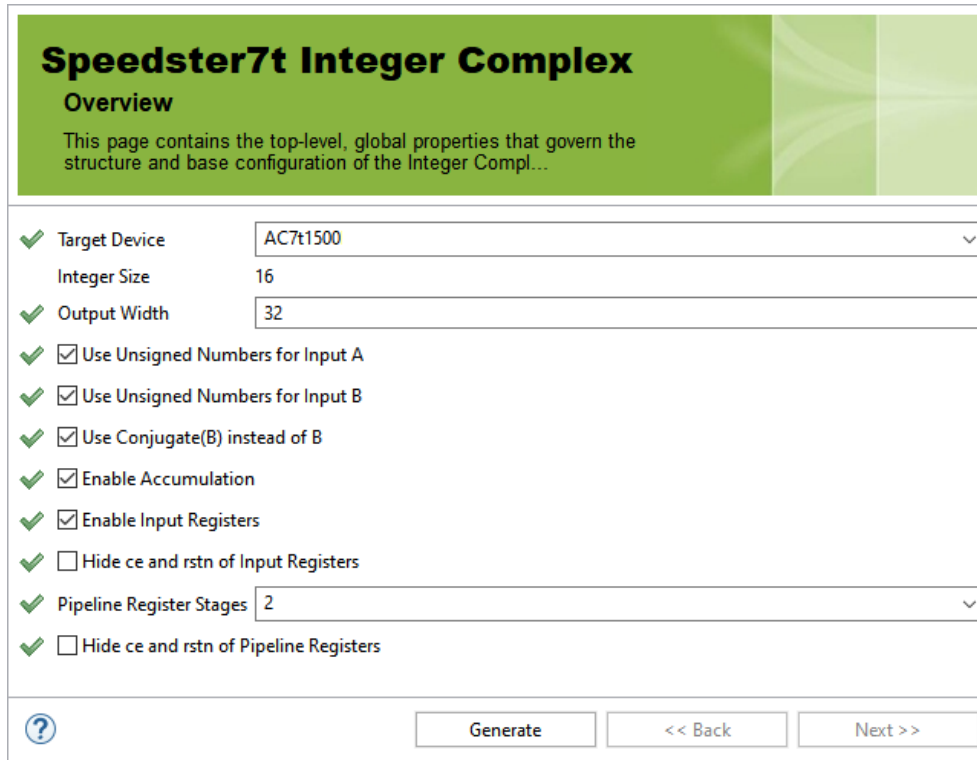 Speedster7t Integer Complex
Overview
This page contains the top-level, global properties that govern the
structure and base configuration of the Integer Compl...
Target Device AC7t1500
Integer Size 16
Output Width 32
Use Unsigned Numbers for Input A
Use Unsigned Numbers for Input B
Use Conjugate(B) instead of B
Enable Accumulation
Enable Input Registers
Hide ce and rstn of Input Registers
Pipeline Register Stages 2
Hide ce and rstn of Pipeline Registers
? Generate << Back Next >>